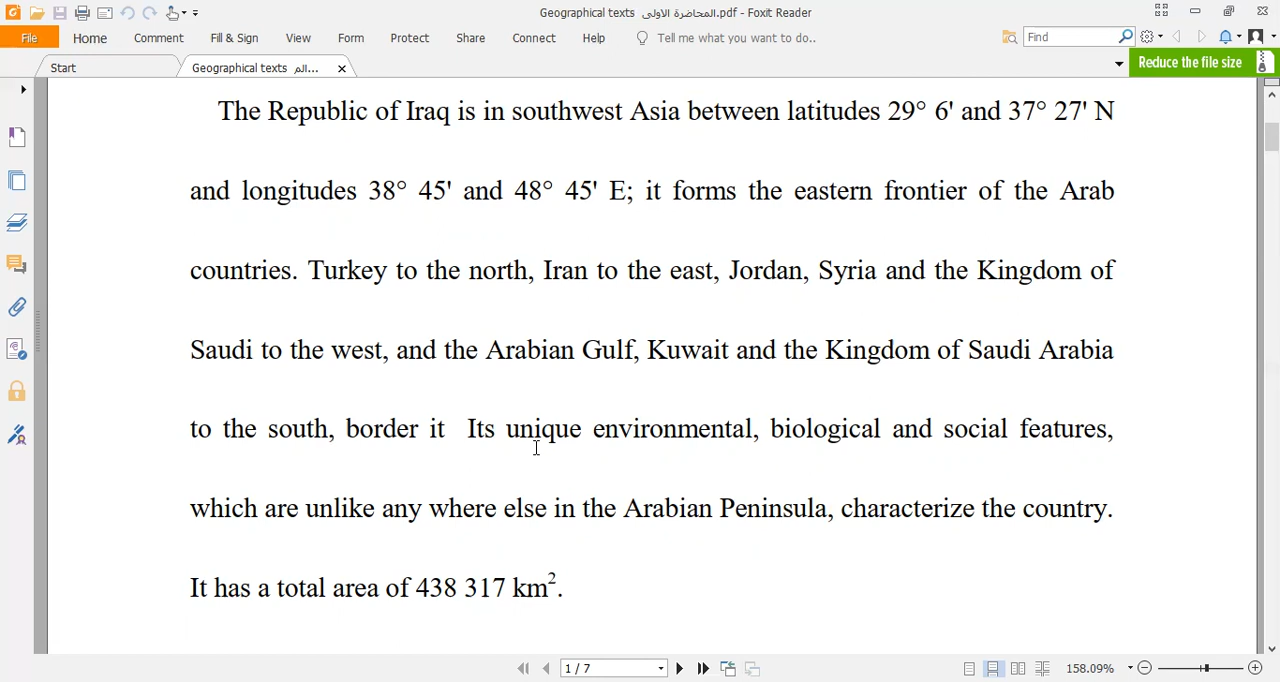 Geographical texts المحاضرة الاولى.pdf - Foxit Reader
File Home Comment Fill & Sign View Form Protect Share Connect Help Tell me what you want to do.. Find
Start Geographical texts الم... Reduce the file size
The Republic of Iraq is in southwest Asia between latitudes 29° 6' and 37° 27' N
and longitudes 38° 45' and 48° 45' E; it forms the eastern frontier of the Arab
countries. Turkey to the north, Iran to the east, Jordan, Syria and the Kingdom of
Saudi to the west, and the Arabian Gulf, Kuwait and the Kingdom of Saudi Arabia
to the south, border it Its unique environmental, biological and social features,
which are unlike any where else in the Arabian Peninsula, characterize the country.
It has a total area of 438 317 km².
1 / 7 158.09%